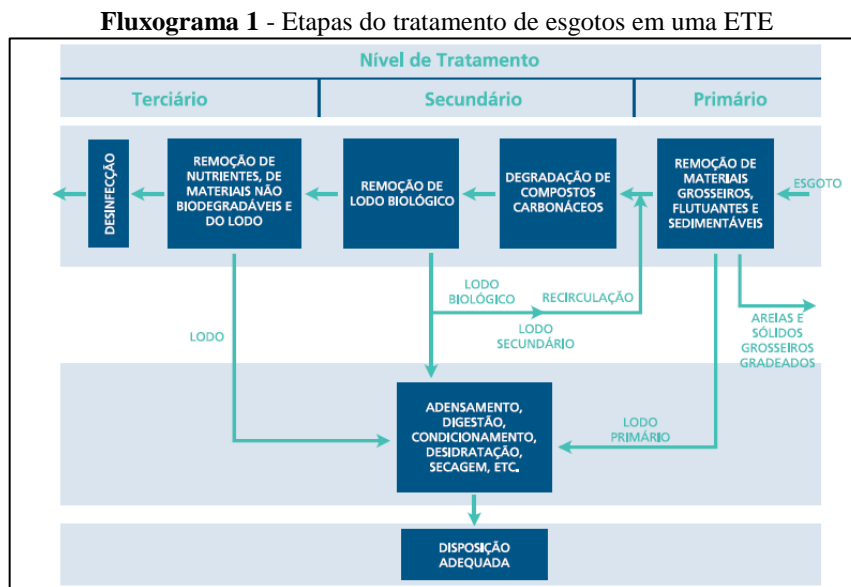 Fluxograma 1 - Etapas do tratamento de esgotos em uma ETE
Nível de Tratamento
Terciário
Secundário
Primário
DESINFECÇÃO
REMOÇÃO DE
NUTRIENTES, DE
MATERIAIS NÃO
BIODEGRADÁVEIS E
DO LODO
REMOÇÃO DE
LODO BIOLÓGICO
DEGRADAÇÃO DE
COMPOSTOS
CARBONÁCEOS
REMOÇÃO DE
MATERIAIS
GROSSEIROS,
FLUTUANTES E
SEDIMENTÁVEIS
ESGOTO
LODO
BIOLÓGICO
RECIRCULAÇÃO
LODO
SECUNDÁRIO
AREIAS E
SÓLIDOS
GROSSEIROS
GRADEADOS
LODO
ADENSAMENTO,
DIGESTÃO,
CONDICIONAMENTO,
DESIDRATAÇÃO,
SECAGEM, ETC.
LODO
PRIMÁRIO
DISPOSIÇÃO
ADEQUADA